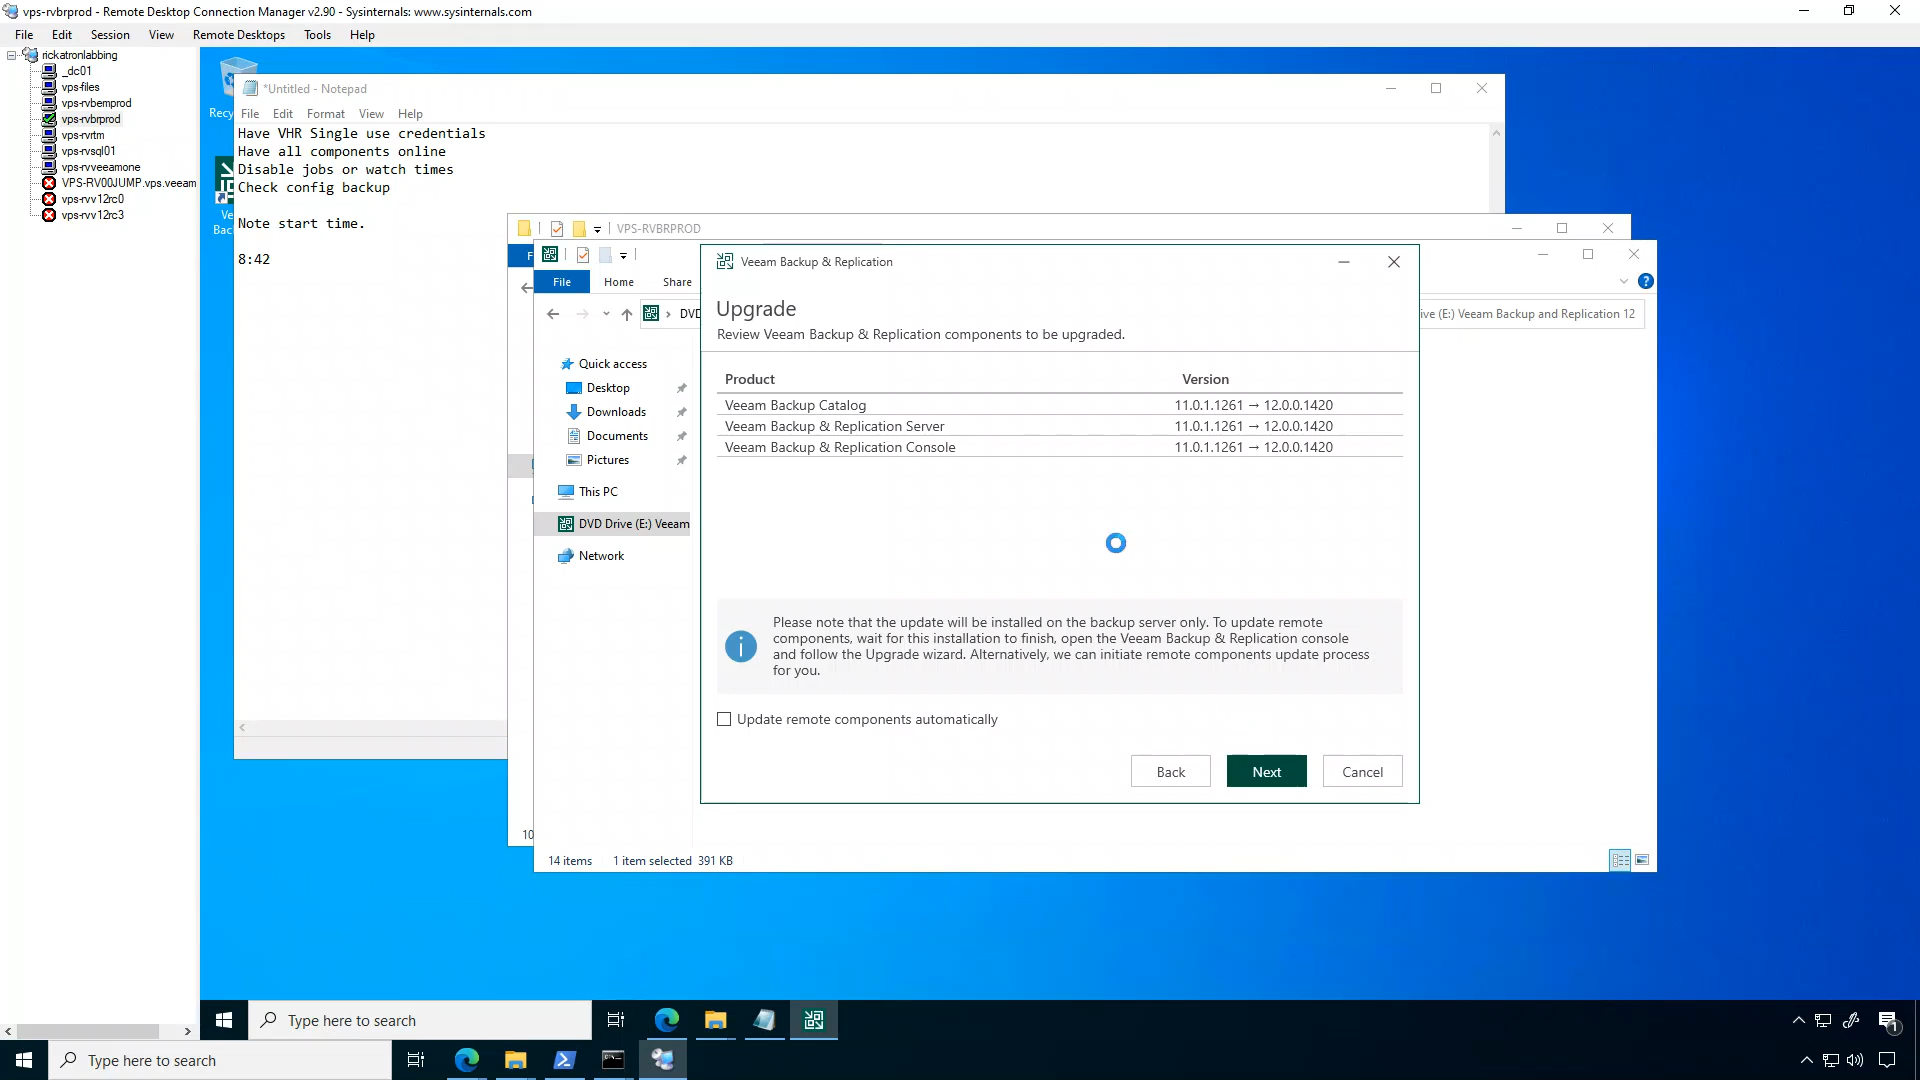 vps-rvbrprod - Remote Desktop Connection Manager v2.90 - Sysinternals: www.sysinternals.com
File Edit Session View Remote Desktops Tools Help
rickatronlabbing
_dc01
vps-files
vps-rvbemprod
vps-rvbrprod
vps-rvrtm
vps-rvsql01
vps-rvveeamone
VPS-RV00JUMP.vps.veeam
vps-rvv12rc0
vps-rvv12rc3
Recy
Ve
Bac
*Untitled - Notepad
File Edit Format View Help
Have VHR Single use credentials
Have all components online
Disable jobs or watch times
Check config backup
Note start time.
8:42
VPS-RVBRPROD
F
File Home Share
DVD
ive (E:) Veeam Backup and Replication 12
Quick access
Desktop
Downloads
Documents
Pictures
This PC
DVD Drive (E:) Veeam
Network
10
14 items 1 item selected 391 KB
Veeam Backup & Replication
Upgrade
Review Veeam Backup & Replication components to be upgraded.
Product Version
Veeam Backup Catalog 11.0.1.1261 → 12.0.0.1420
Veeam Backup & Replication Server 11.0.1.1261 → 12.0.0.1420
Veeam Backup & Replication Console 11.0.1.1261 → 12.0.0.1420
Please note that the update will be installed on the backup server only. To update remote
components, wait for this installation to finish, open the Veeam Backup & Replication console
and follow the Upgrade wizard. Alternatively, we can initiate remote components update process
for you.
Update remote components automatically
Back Next Cancel
Type here to search
1
Type here to search